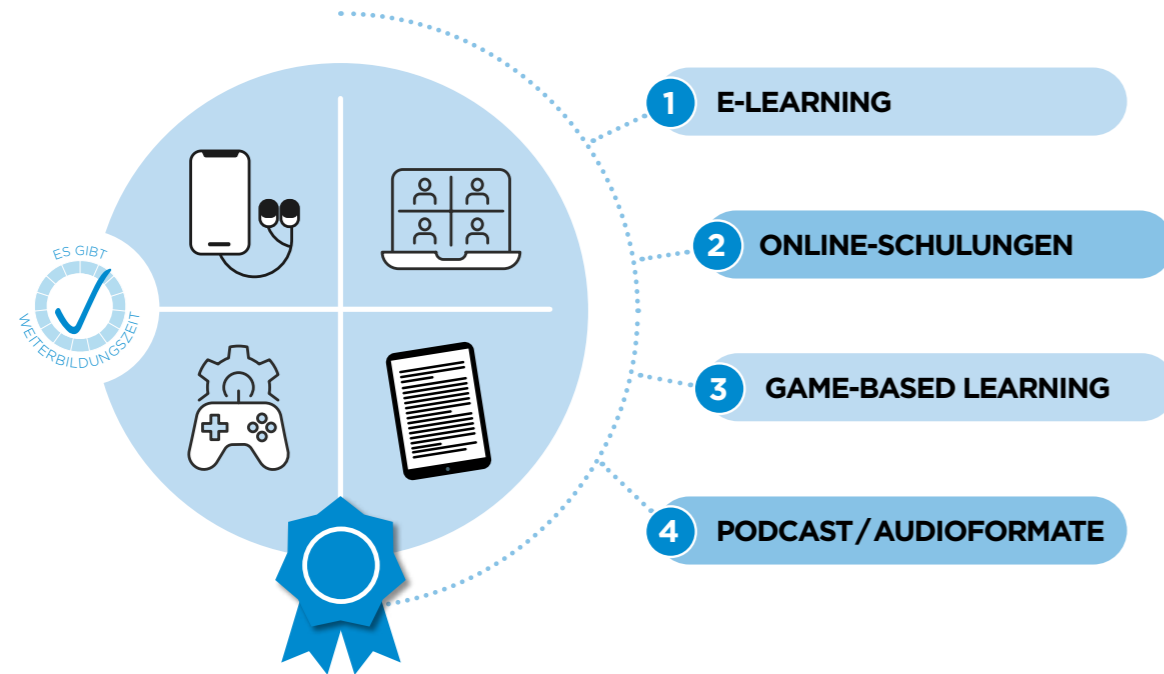 ES GIBT
WEITERBILDUNGSZEIT
1 E-LEARNING
2 ONLINE-SCHULUNGEN
3 GAME-BASED LEARNING
4 PODCAST/AUDIOFORMATE